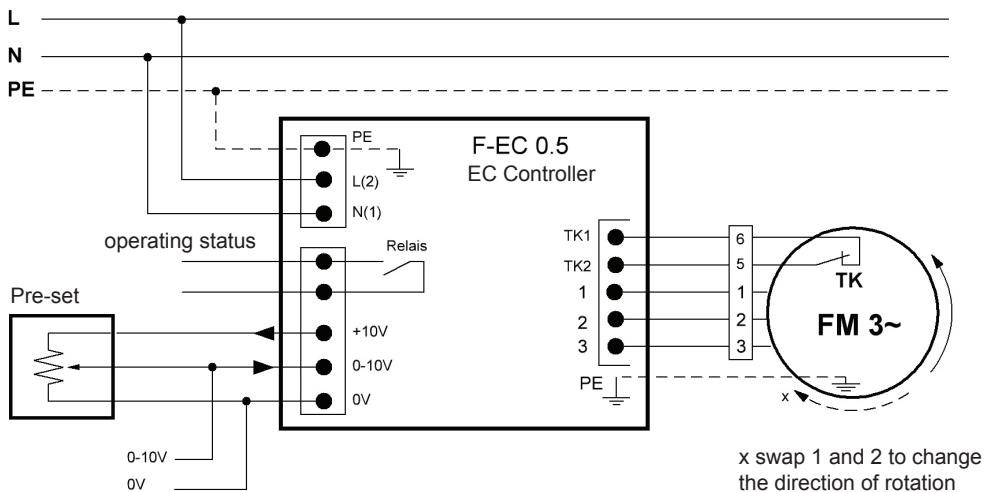 L
N
PE
PE
F-EC 0.5
EC Controller
L(2)
N(1)
operating status
Relais
TK1
6
TK2
5
TK
Pre-set
1
1
+10V
2
2
FM 3~
0-10V
3
3
0V
PE
x
0-10V
0V
x swap 1 and 2 to change
the direction of rotation